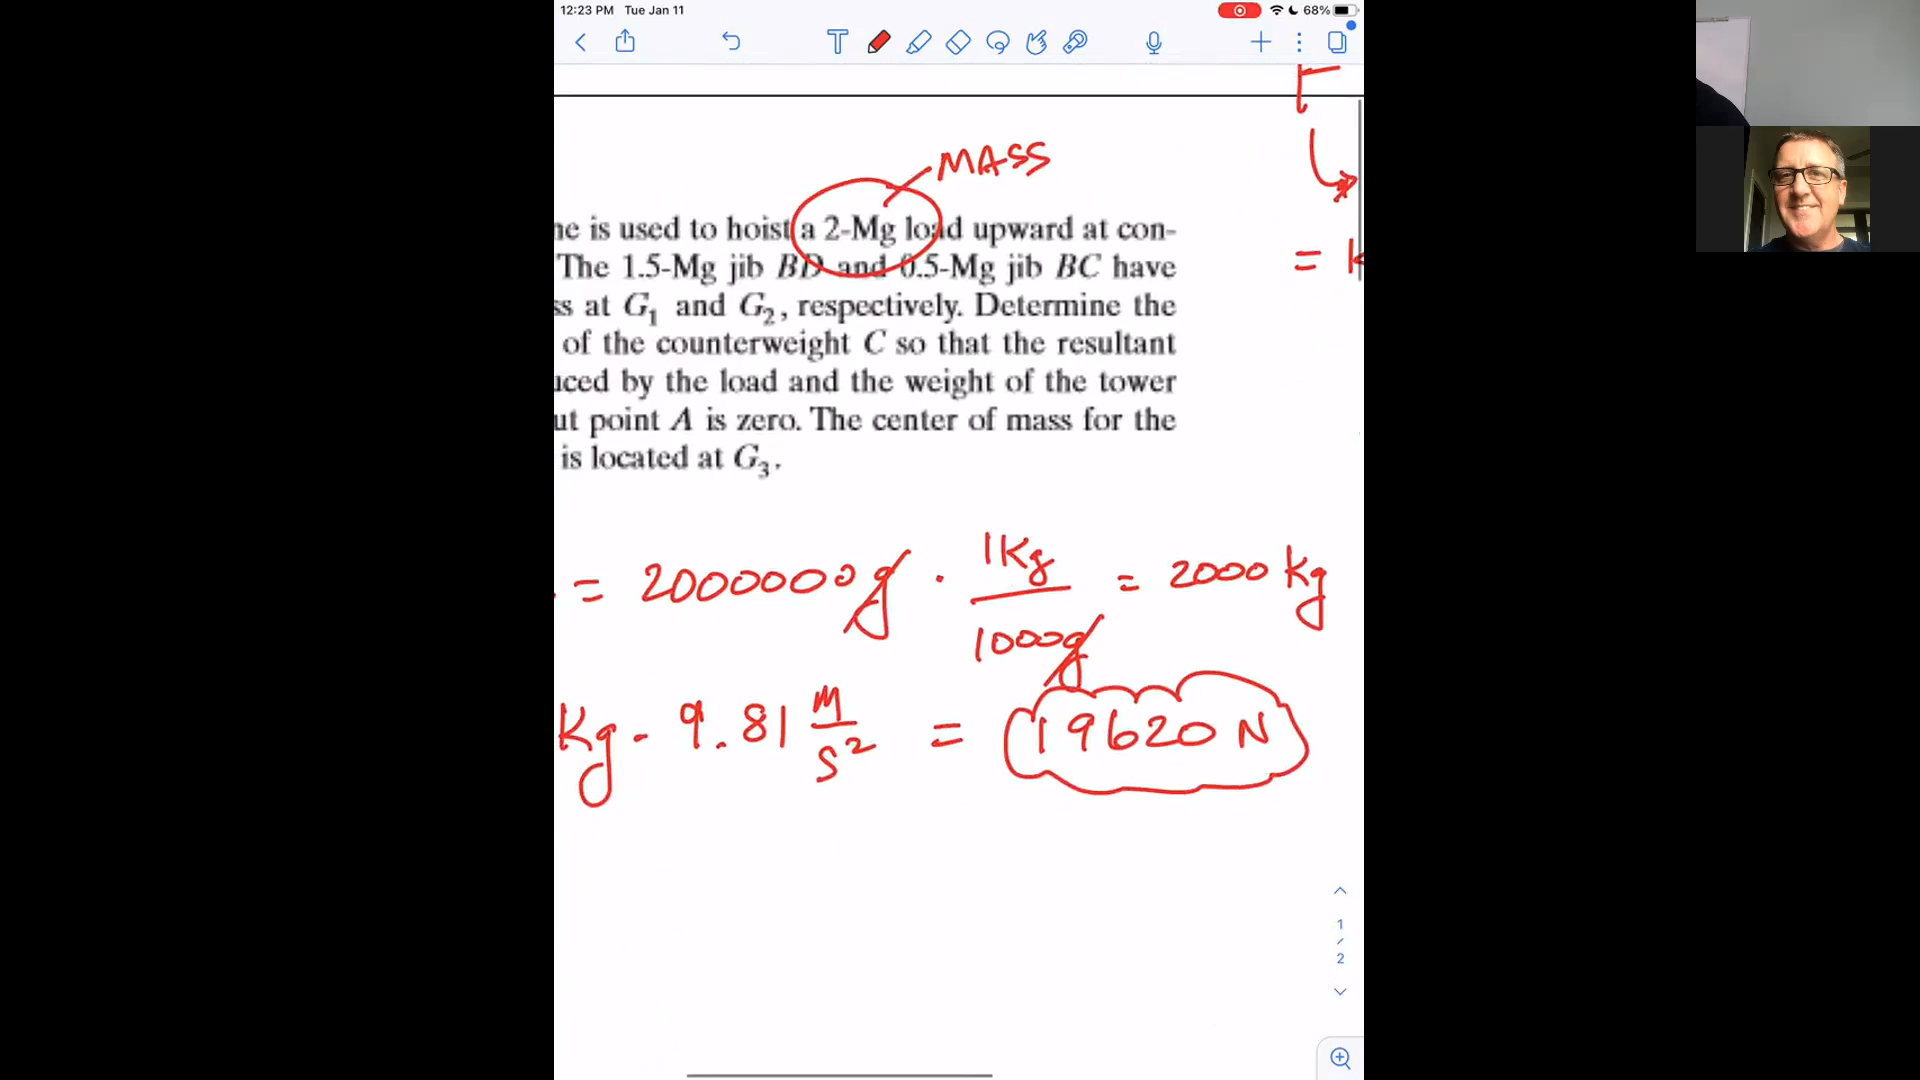 12:23 PM Tue Jan 11
68%
T
MASS
ne is used to hoist a 2-Mg load upward at con-
The 1.5-Mg jib BD and 0.5-Mg jib BC have
ss at G1 and G2, respectively. Determine the
of the counterweight C so that the resultant
uced by the load and the weight of the tower
ut point A is zero. The center of mass for the
is located at G3.
= 2000000g · 1Kg / 1000g = 2000 Kg
Kg - 9.81 m/s² = 19620 N
=
1
/
2